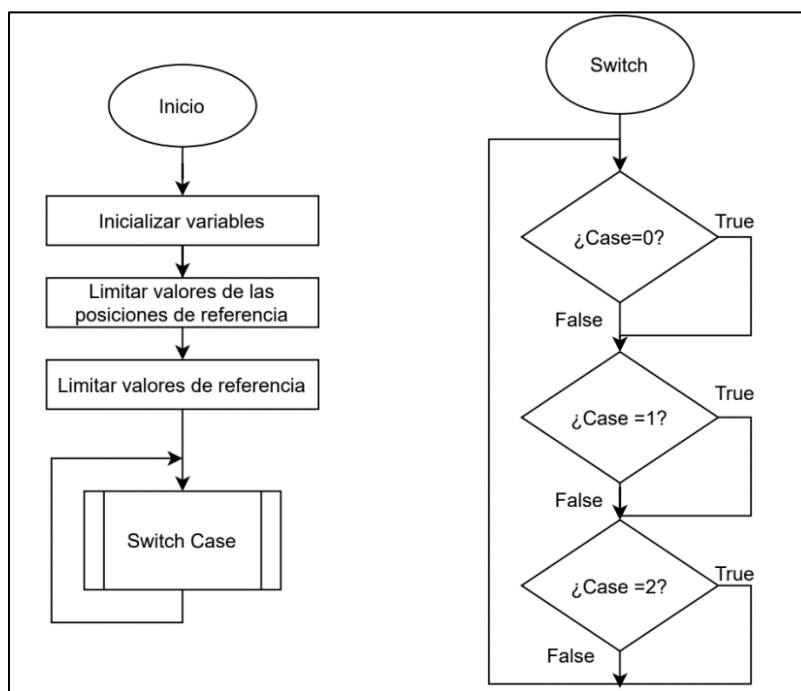 Inicio
Inicializar variables
Limitar valores de las
posiciones de referencia
Limitar valores de referencia
Switch Case
Switch
¿Case=0?
True
False
¿Case =1?
True
False
¿Case =2?
True
False